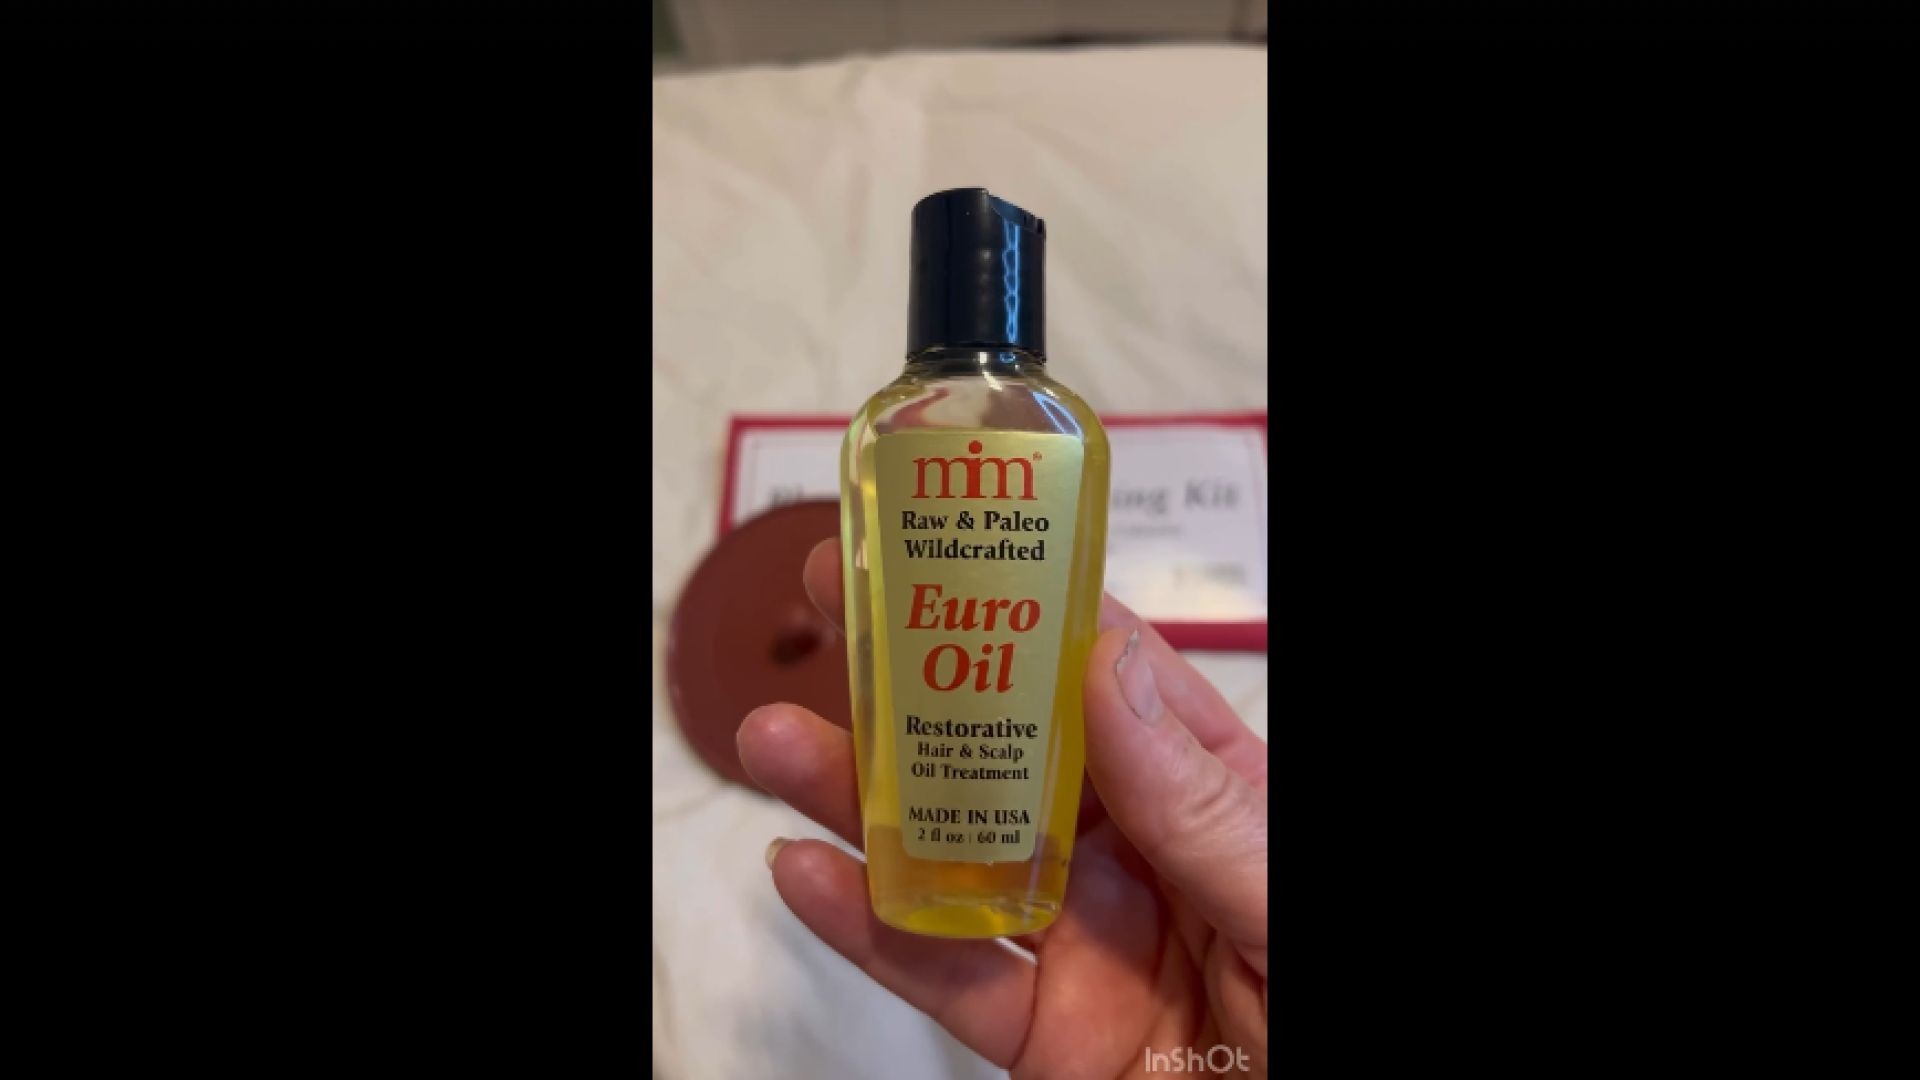 mm®
Raw & Paleo
Wildcrafted
Euro
Oil
Restorative
Hair & Scalp
Oil Treatment
MADE IN USA
2 fl oz | 60 ml
Kit
InShOt